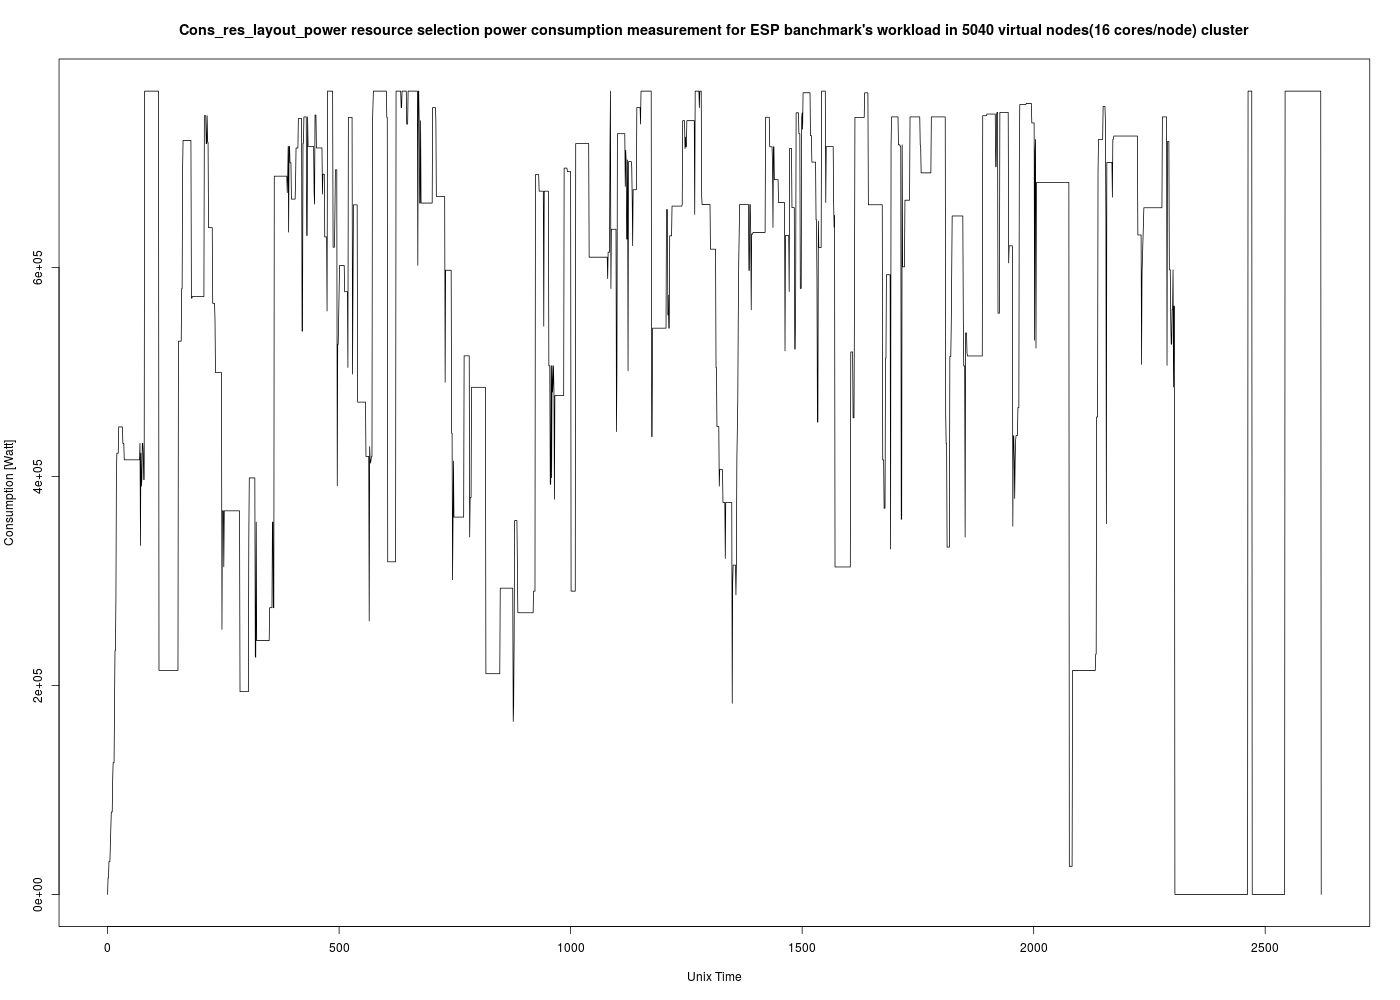 Cons_res_layout_power resource selection power consumption measurement for ESP banchmark's workload in 5040 virtual nodes(16 cores/node) cluster
Consumption [Watt]
6e+05
4e+05
2e+05
0e+00
0 500 1000 1500 2000 2500
Unix Time